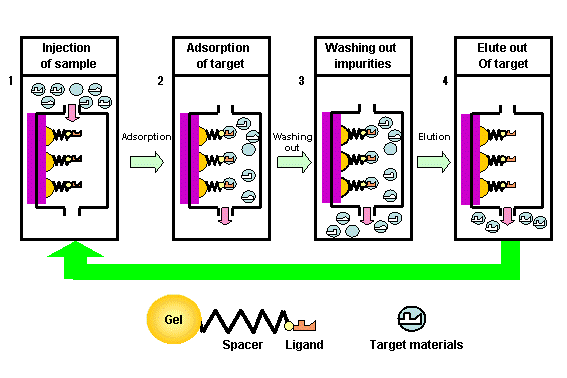 Injection
of sample
Adsorption
of target
Washing out
impurities
Elute out
Of target
1
2
3
4
Adsorption
Washing
out
Elution
Gel
Spacer
Ligand
Target materials